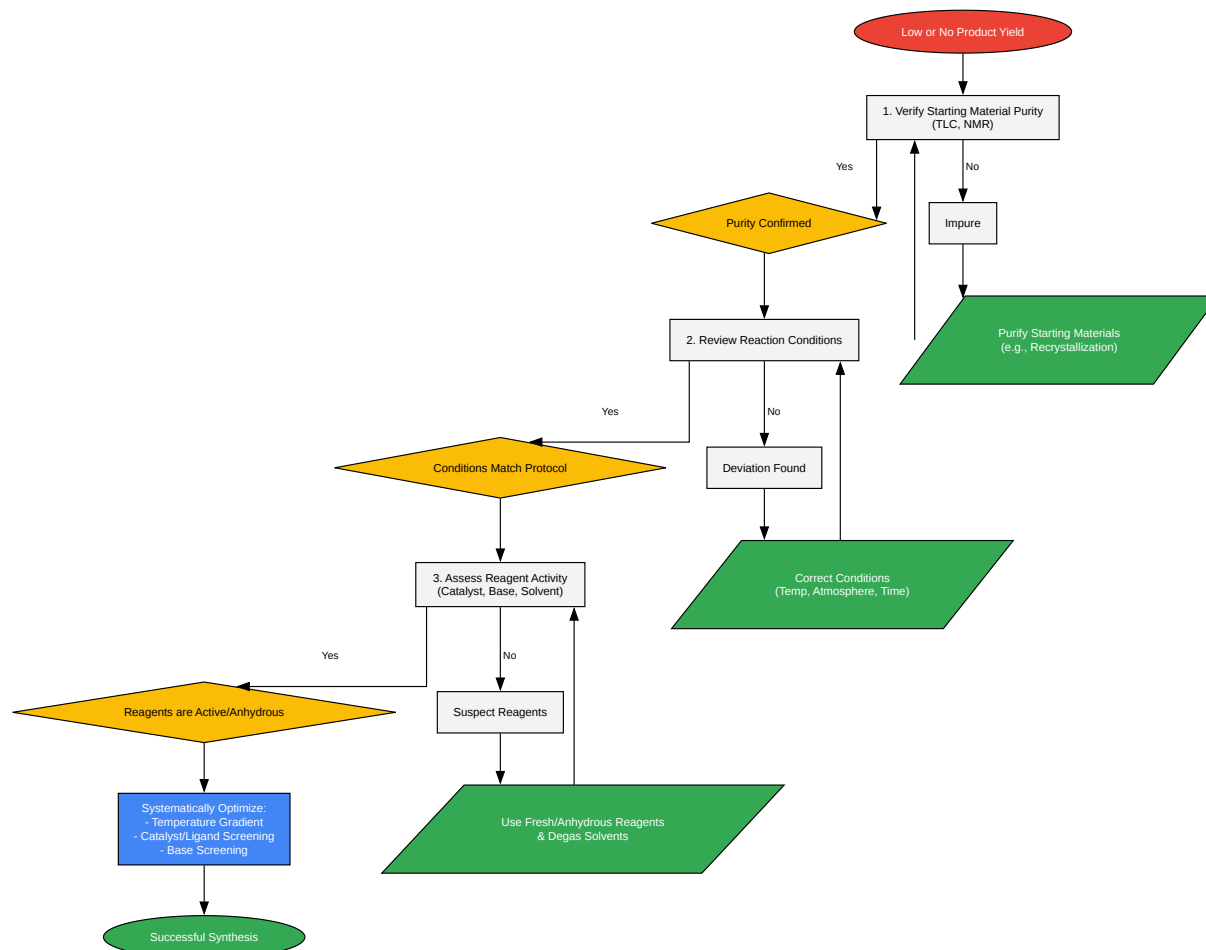 Low or No Product Yield
1. Verify Starting Material Purity
(TLC, NMR)
Yes
No
Purity Confirmed
Impure
Purify Starting Materials
(e.g., Recrystallization)
2. Review Reaction Conditions
Yes
No
Conditions Match Protocol
Deviation Found
Correct Conditions
(Temp, Atmosphere, Time)
3. Assess Reagent Activity
(Catalyst, Base, Solvent)
Yes
No
Reagents are Active/Anhydrous
Suspect Reagents
Systematically Optimize:
- Temperature Gradient
- Catalyst/Ligand Screening
- Base Screening
Use Fresh/Anhydrous Reagents
& Degas Solvents
Successful Synthesis